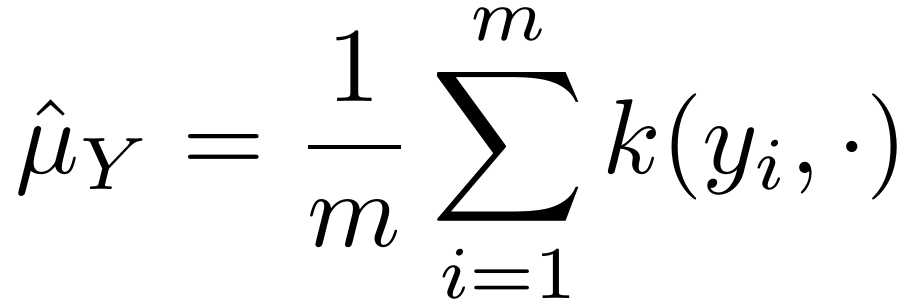 \hat{\mu}_Y = \frac{1}{m} \sum_{i=1}^{m} k(y_i, \cdot)